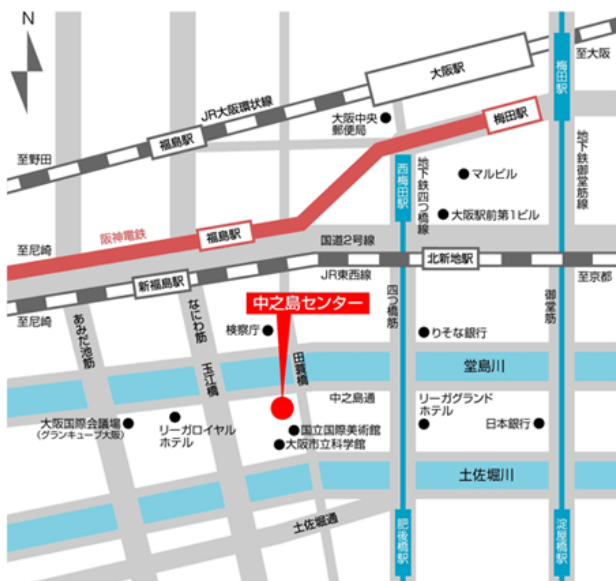 N
大阪駅
梅田駅
至大阪
JR大阪環状線
大阪中央
郵便局
梅田駅
福島駅
至野田
西梅田駅
地下鉄四つ橋線
マルビル
地下鉄御堂筋線
大阪駅前第1ビル
阪神電鉄
福島駅
国道2号線
至尼崎
北新地駅
JR東西線
新福島駅
至京都
至尼崎
中之島センター
あみだ池筋
なにわ筋
四つ橋筋
御堂筋
検察庁
田蓑橋
りそな銀行
玉江橋
堂島川
中之島通
大阪国際会議場
(グランキューブ大阪)
リーガロイヤル
ホテル
国立国際美術館
大阪市立科学館
リーガグランド
ホテル
日本銀行
土佐堀川
土佐堀通
肥後橋駅
淀屋橋駅